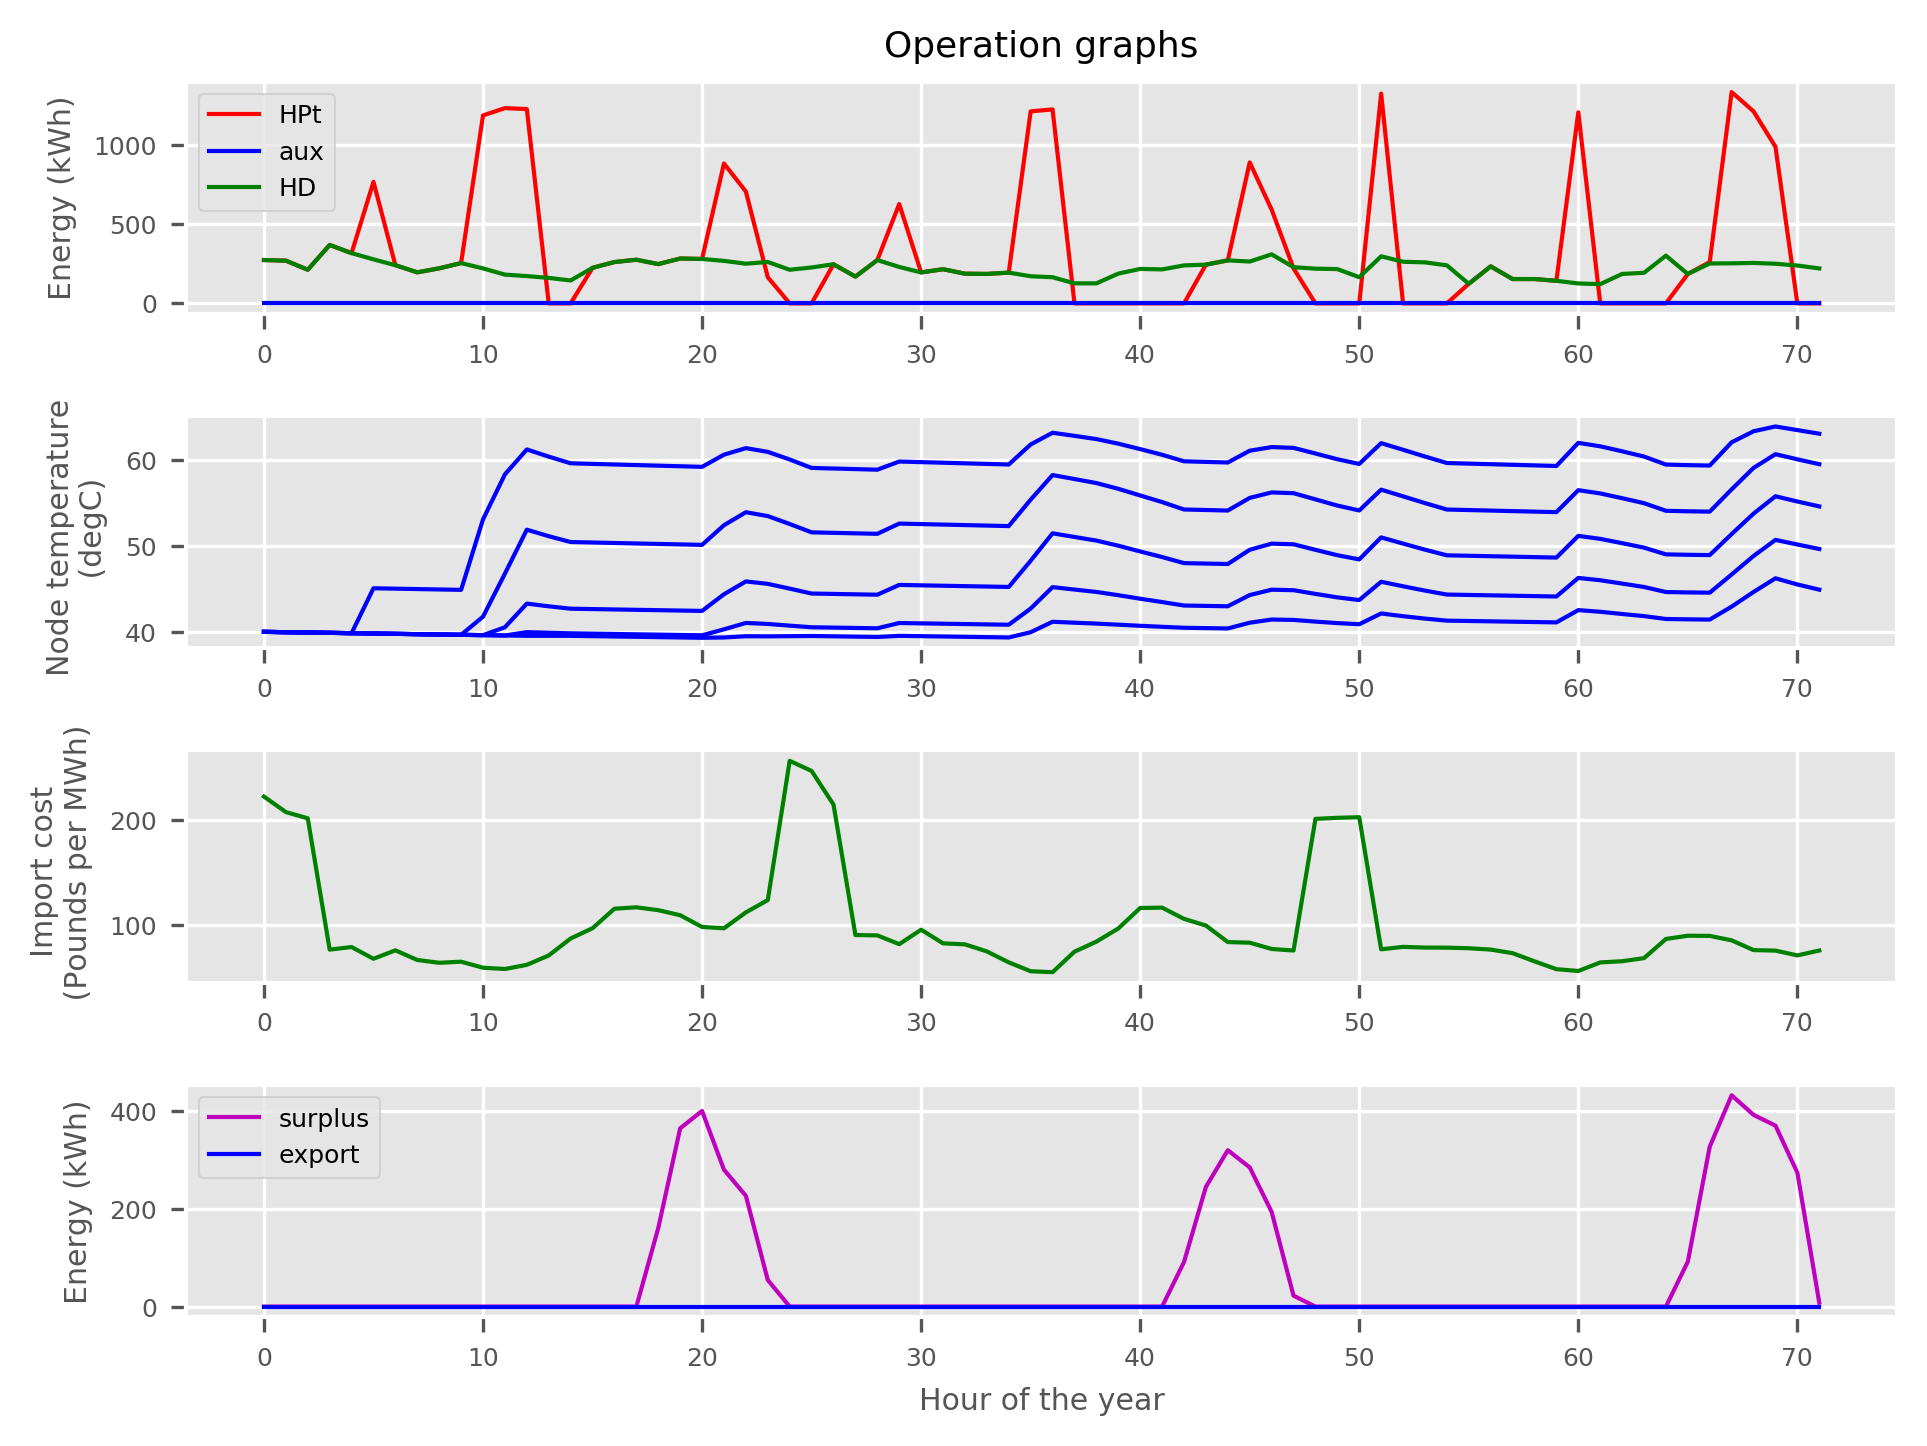 Operation graphs
Energy (kWh)
1000
500
0
HPt
aux
HD
0 10 20 30 40 50 60 70
Node temperature
(degC)
60
50
40
0 10 20 30 40 50 60 70
Import cost
(Pounds per MWh)
200
100
0 10 20 30 40 50 60 70
Energy (kWh)
400
200
0
surplus
export
0 10 20 30 40 50 60 70
Hour of the year